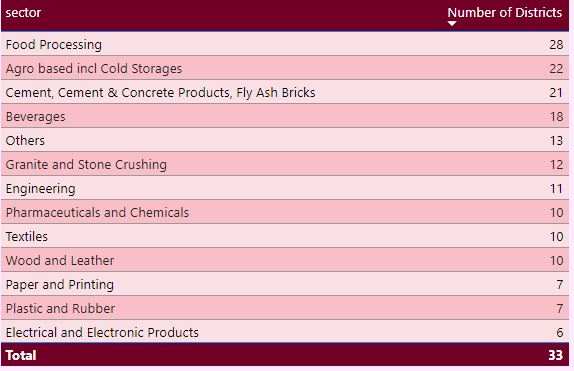 sector Number of Districts
Food Processing 28
Agro based incl Cold Storages 22
Cement, Cement & Concrete Products, Fly Ash Bricks 21
Beverages 18
Others 13
Granite and Stone Crushing 12
Engineering 11
Pharmaceuticals and Chemicals 10
Textiles 10
Wood and Leather 10
Paper and Printing 7
Plastic and Rubber 7
Electrical and Electronic Products 6
Total 33